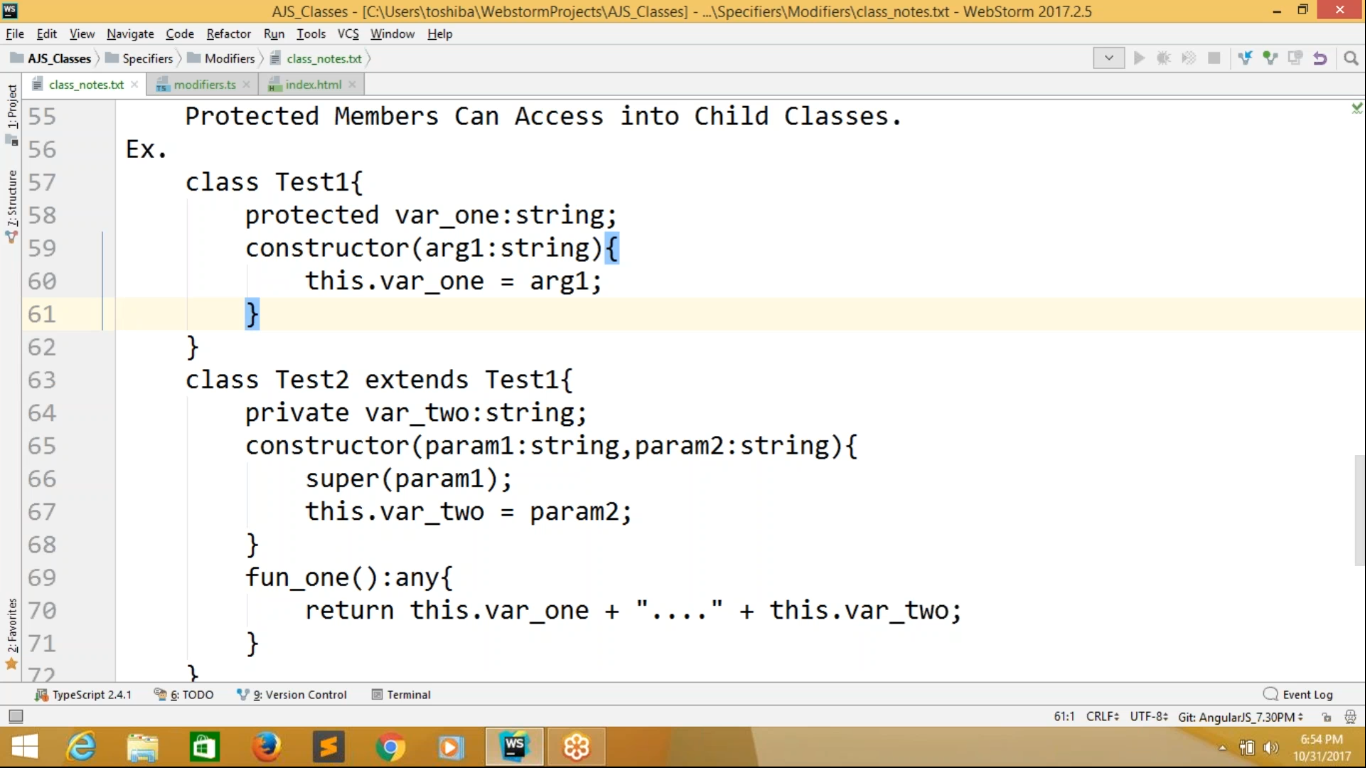 AJS_Classes - [C:\Users\toshiba\WebstormProjects\AJS_Classes] - ...\Specifiers\Modifiers\class_notes.txt - WebStorm 2017.2.5
File Edit View Navigate Code Refactor Run Tools VCS Window Help
AJS_Classes Specifiers Modifiers class_notes.txt
class_notes.txt modifiers.ts index.html
1: Project
7: Structure
2: Favorites
55 Protected Members Can Access into Child Classes.
56 Ex.
57 class Test1{
58 protected var_one:string;
59 constructor(arg1:string){
60 this.var_one = arg1;
61 }
62 }
63 class Test2 extends Test1{
64 private var_two:string;
65 constructor(param1:string,param2:string){
66 super(param1);
67 this.var_two = param2;
68 }
69 fun_one():any{
70 return this.var_one + "...." + this.var_two;
71 }
72 }
TypeScript 2.4.1 6: TODO 9: Version Control Terminal Event Log
61:1 CRLF UTF-8 Git: AngularJS_7.30PM
6:54 PM
10/31/2017